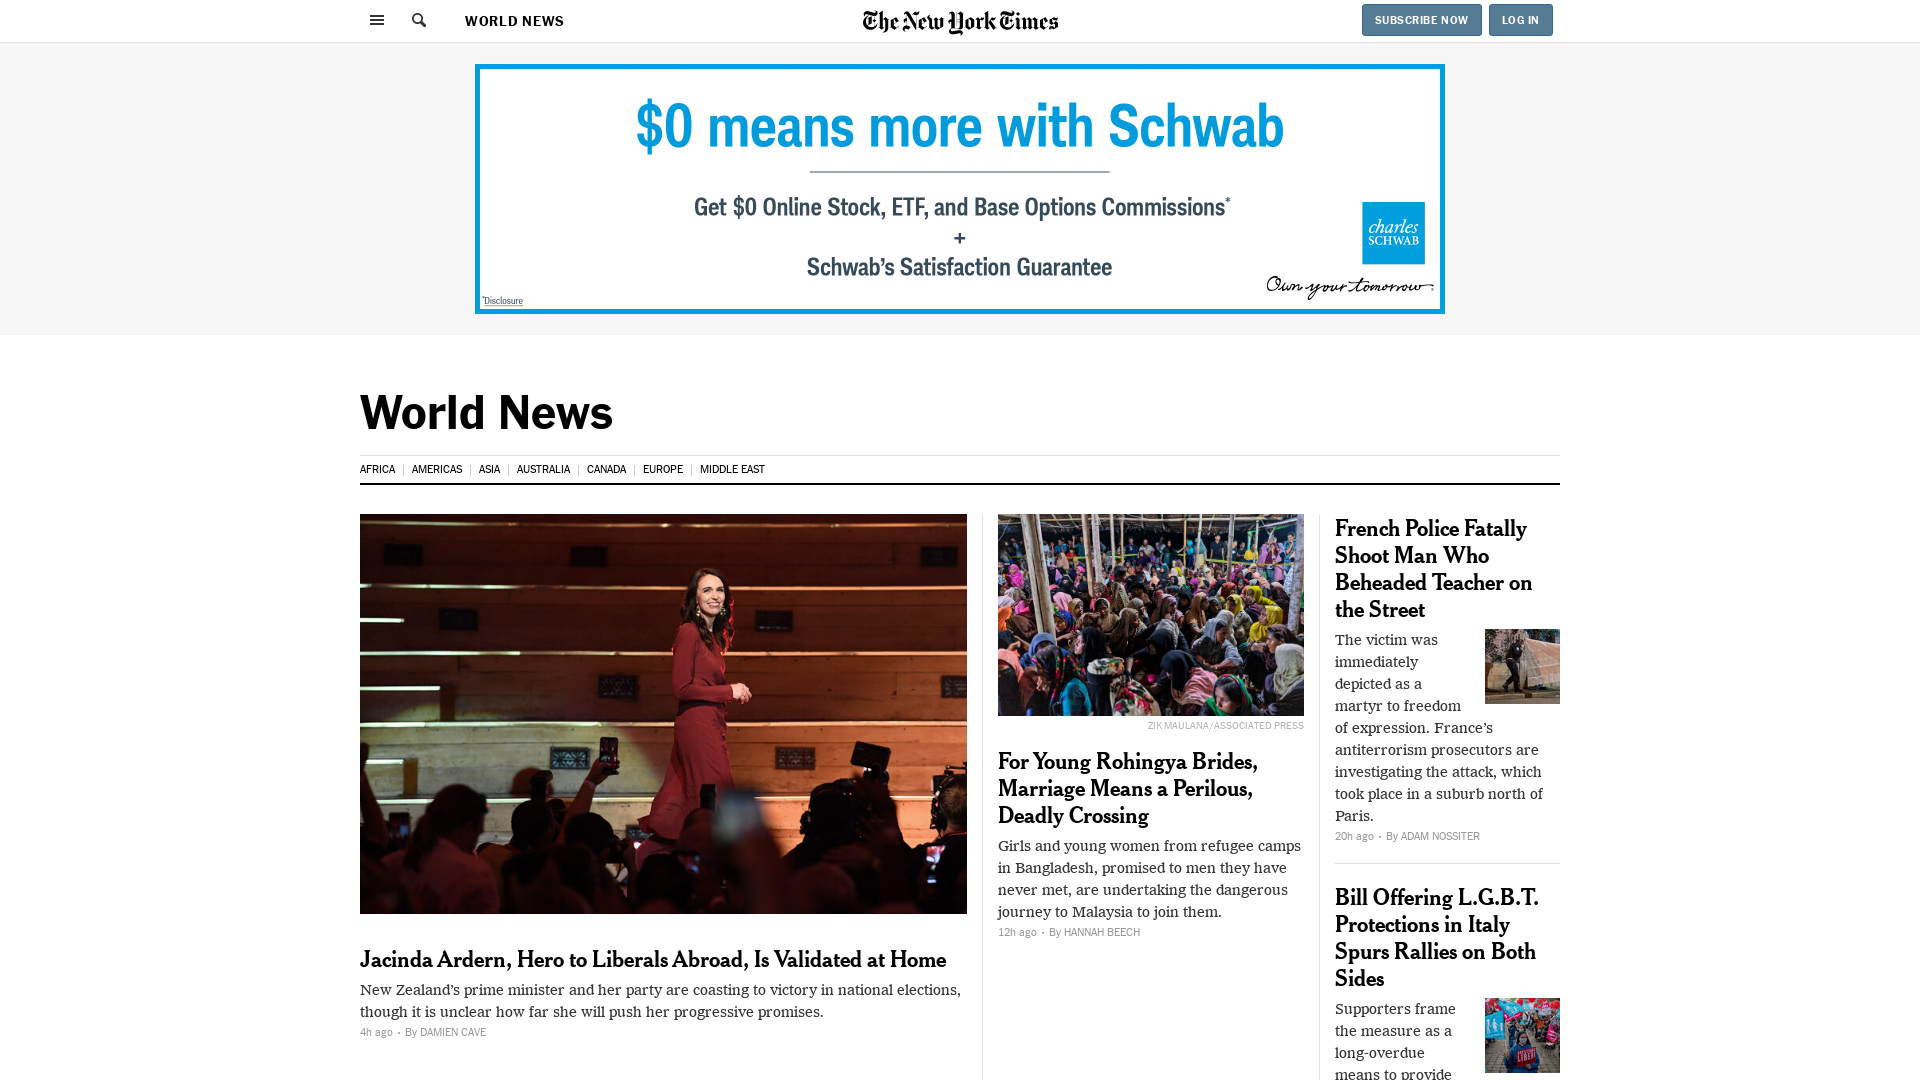 WORLD NEWS
The New York Times
SUBSCRIBE NOW
LOG IN
$0 means more with Schwab
Get $0 Online Stock, ETF, and Base Options Commissions*
+
Schwab's Satisfaction Guarantee
charles
SCHWAB
Own your tomorrow
*Disclosure
World News
AFRICA
AMERICAS
ASIA
AUSTRALIA
CANADA
EUROPE
MIDDLE EAST
Jacinda Ardern, Hero to Liberals Abroad, Is Validated at Home
New Zealand’s prime minister and her party are coasting to victory in national elections,
though it is unclear how far she will push her progressive promises.
4h ago • By DAMIEN CAVE
ZIK MAULANA/ASSOCIATED PRESS
For Young Rohingya Brides,
Marriage Means a Perilous,
Deadly Crossing
Girls and young women from refugee camps
in Bangladesh, promised to men they have
never met, are undertaking the dangerous
journey to Malaysia to join them.
12h ago • By HANNAH BEECH
French Police Fatally
Shoot Man Who
Beheaded Teacher on
the Street
The victim was
immediately
depicted as a
martyr to freedom
of expression. France’s
antiterrorism prosecutors are
investigating the attack, which
took place in a suburb north of
Paris.
20h ago • By ADAM NOSSITER
Bill Offering L.G.B.T.
Protections in Italy
Spurs Rallies on Both
Sides
Supporters frame
the measure as a
long-overdue
means to provide